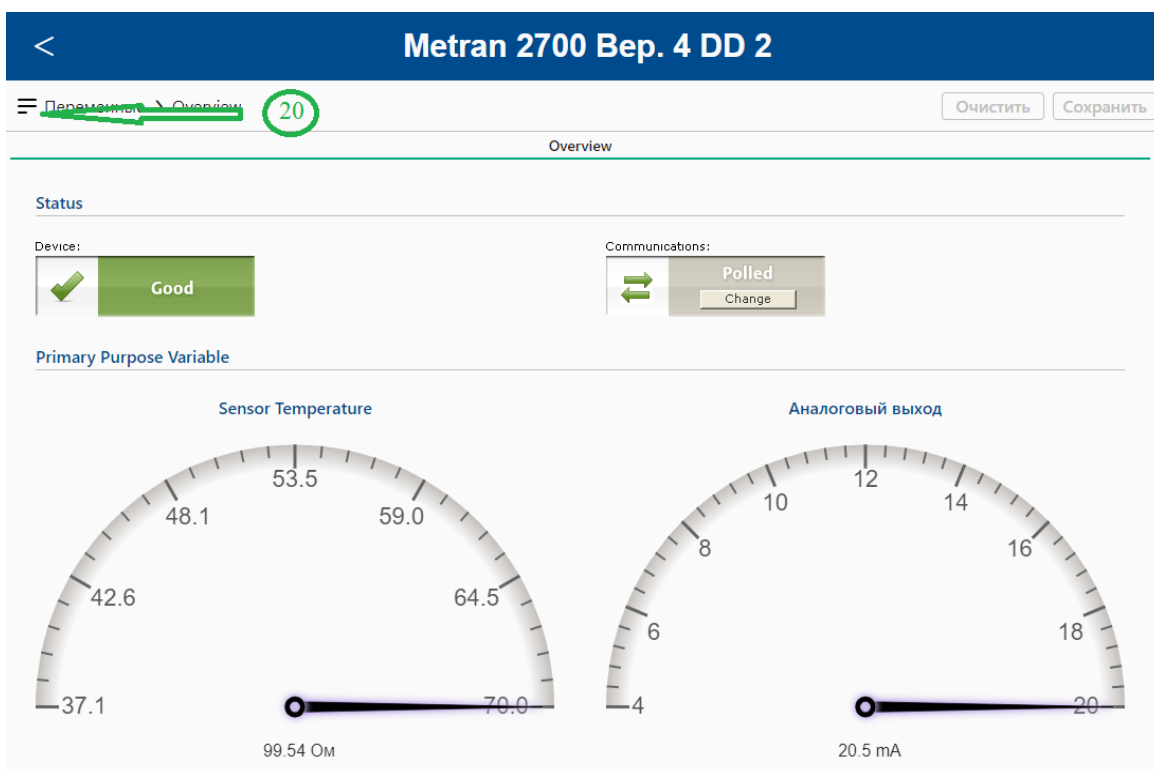 <
Metran 2700 Вер. 4 DD 2
Переменные > Overview
20
Очистить
Сохранить
Overview
Status
Device:
Good
Communications:
Polled
Change
Primary Purpose Variable
Sensor Temperature
37.1
42.6
48.1
53.5
59.0
64.5
70.0
99.54 Ом
Аналоговый выход
4
6
8
10
12
14
16
18
20
20.5 mA